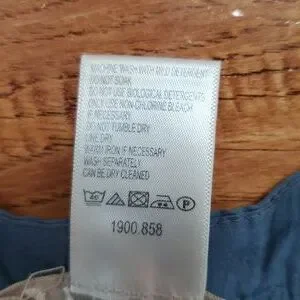 MACHINE WASH WITH MILD DETERGENT
DO NOT SOAK
DO NOT USE BIOLOGICAL DETERGENTS
ONLY USE NON-CHLORINE BLEACH
IF NECESSARY
DO NOT TUMBLE DRY
LINE DRY
WARM IRON IF NECESSARY
WASH SEPARATELY
CAN BE DRY CLEANED
P
1900.858